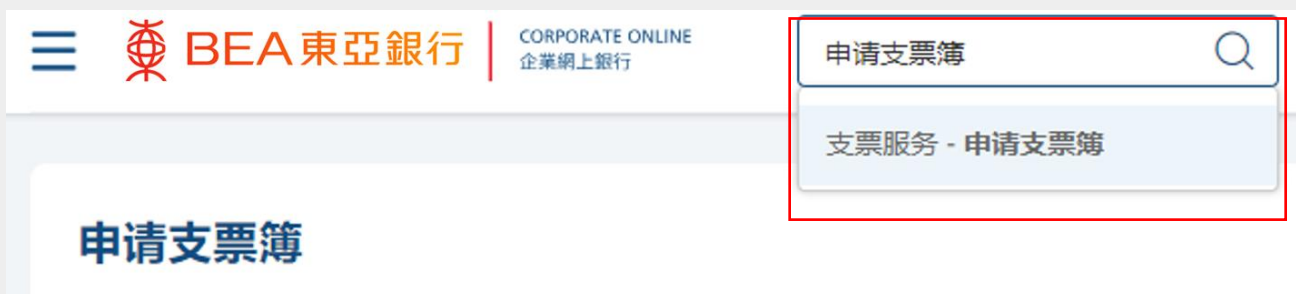 BEA東亞銀行
CORPORATE ONLINE
企業網上銀行
申请支票簿
支票服务 - 申请支票簿
申请支票簿